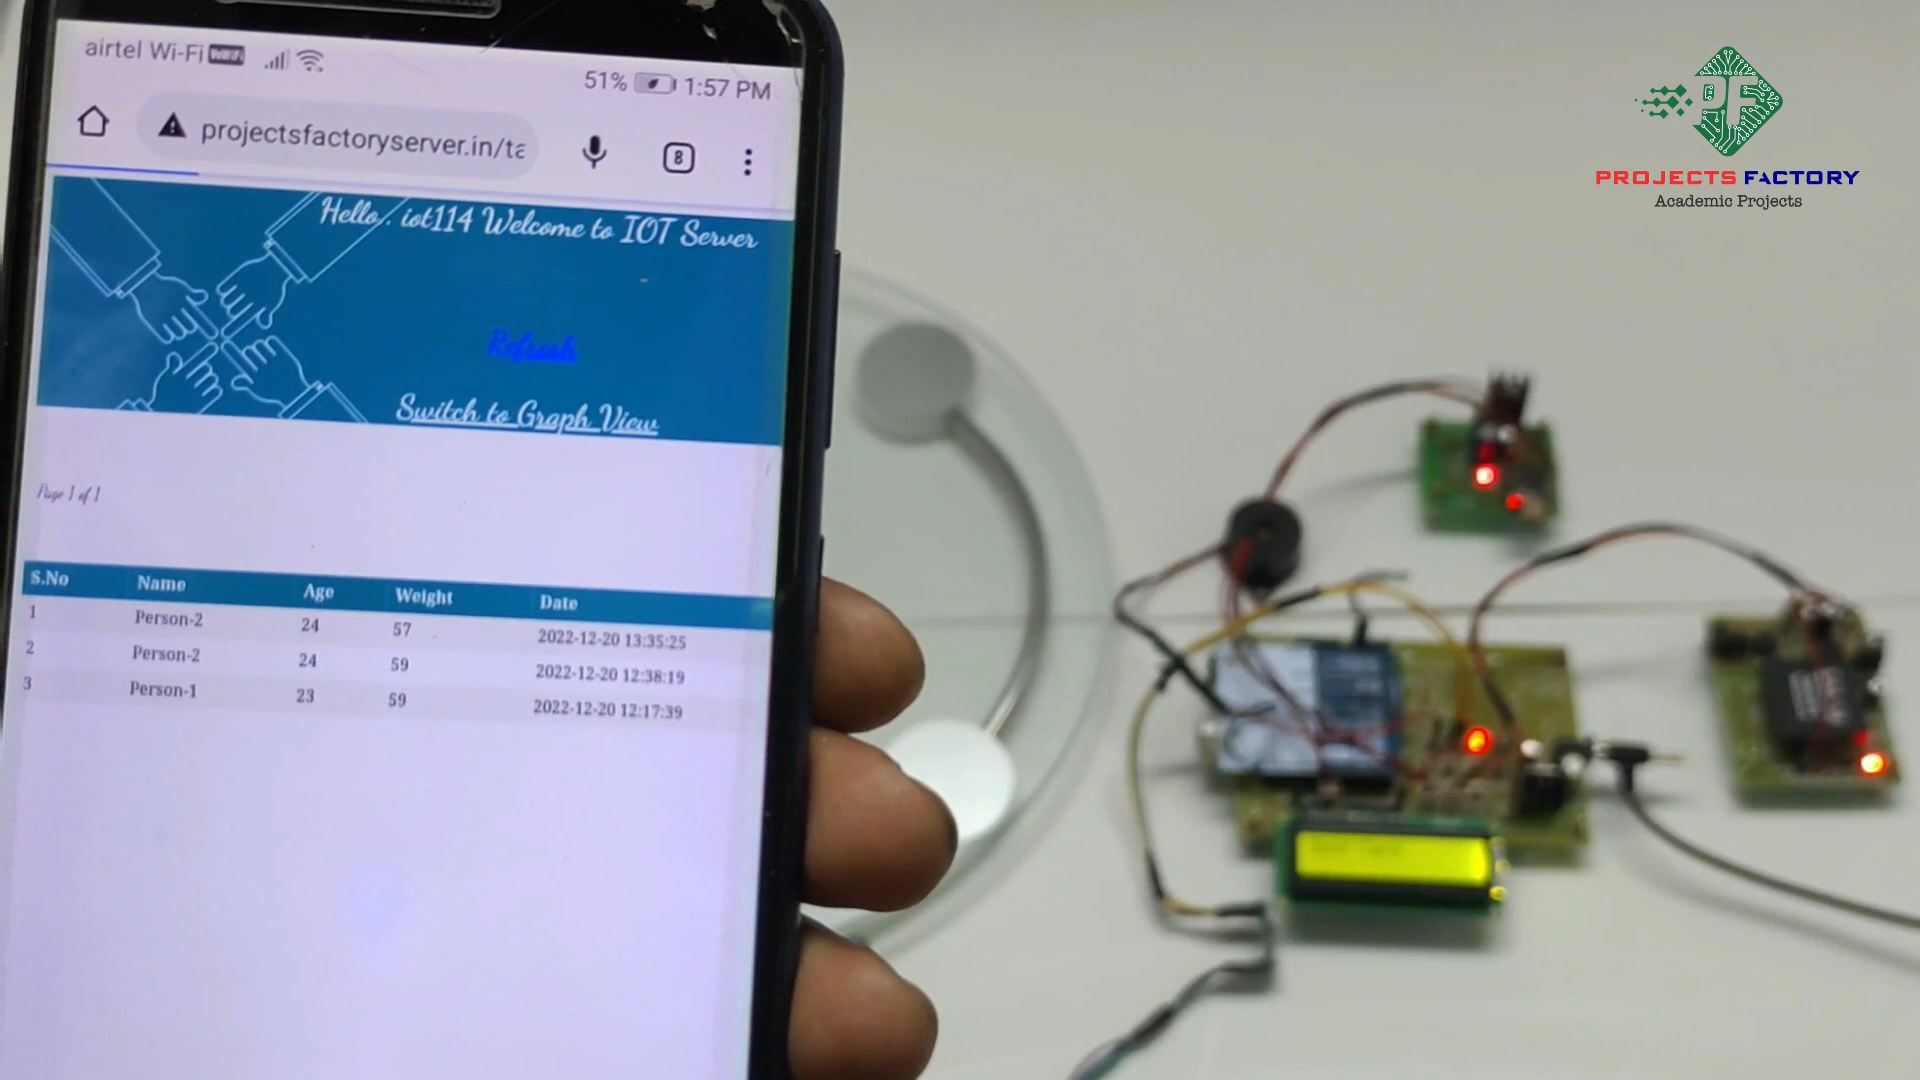 airtel Wi-Fi
51% 1:57 PM
projectsfactoryserver.in/ta
8
Hello.. iot114 Welcome to IOT Server
Refresh
Switch to Graph View
Page 1 of 1
S.No Name Age Weight Date
1 Person-2 24 57 2022-12-20 13:35:25
2 Person-2 24 59 2022-12-20 12:38:19
3 Person-1 23 59 2022-12-20 12:17:39
PF
PROJECTS FACTORY
Academic Projects